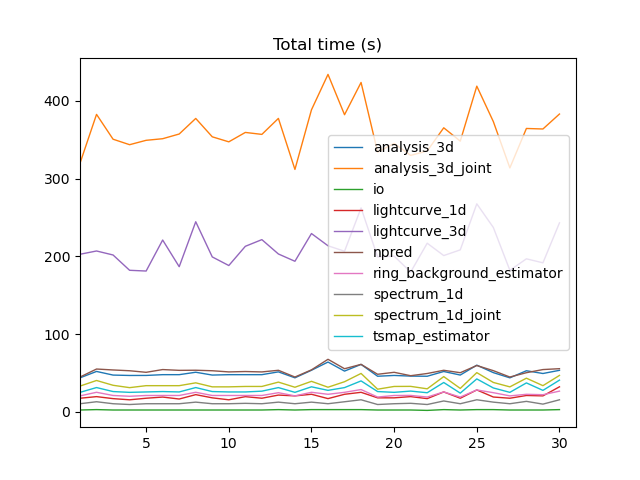 Total time (s)
400
300
200
100
0
analysis_3d
analysis_3d_joint
io
lightcurve_1d
lightcurve_3d
npred
ring_background_estimator
spectrum_1d
spectrum_1d_joint
tsmap_estimator
5 10 15 20 25 30